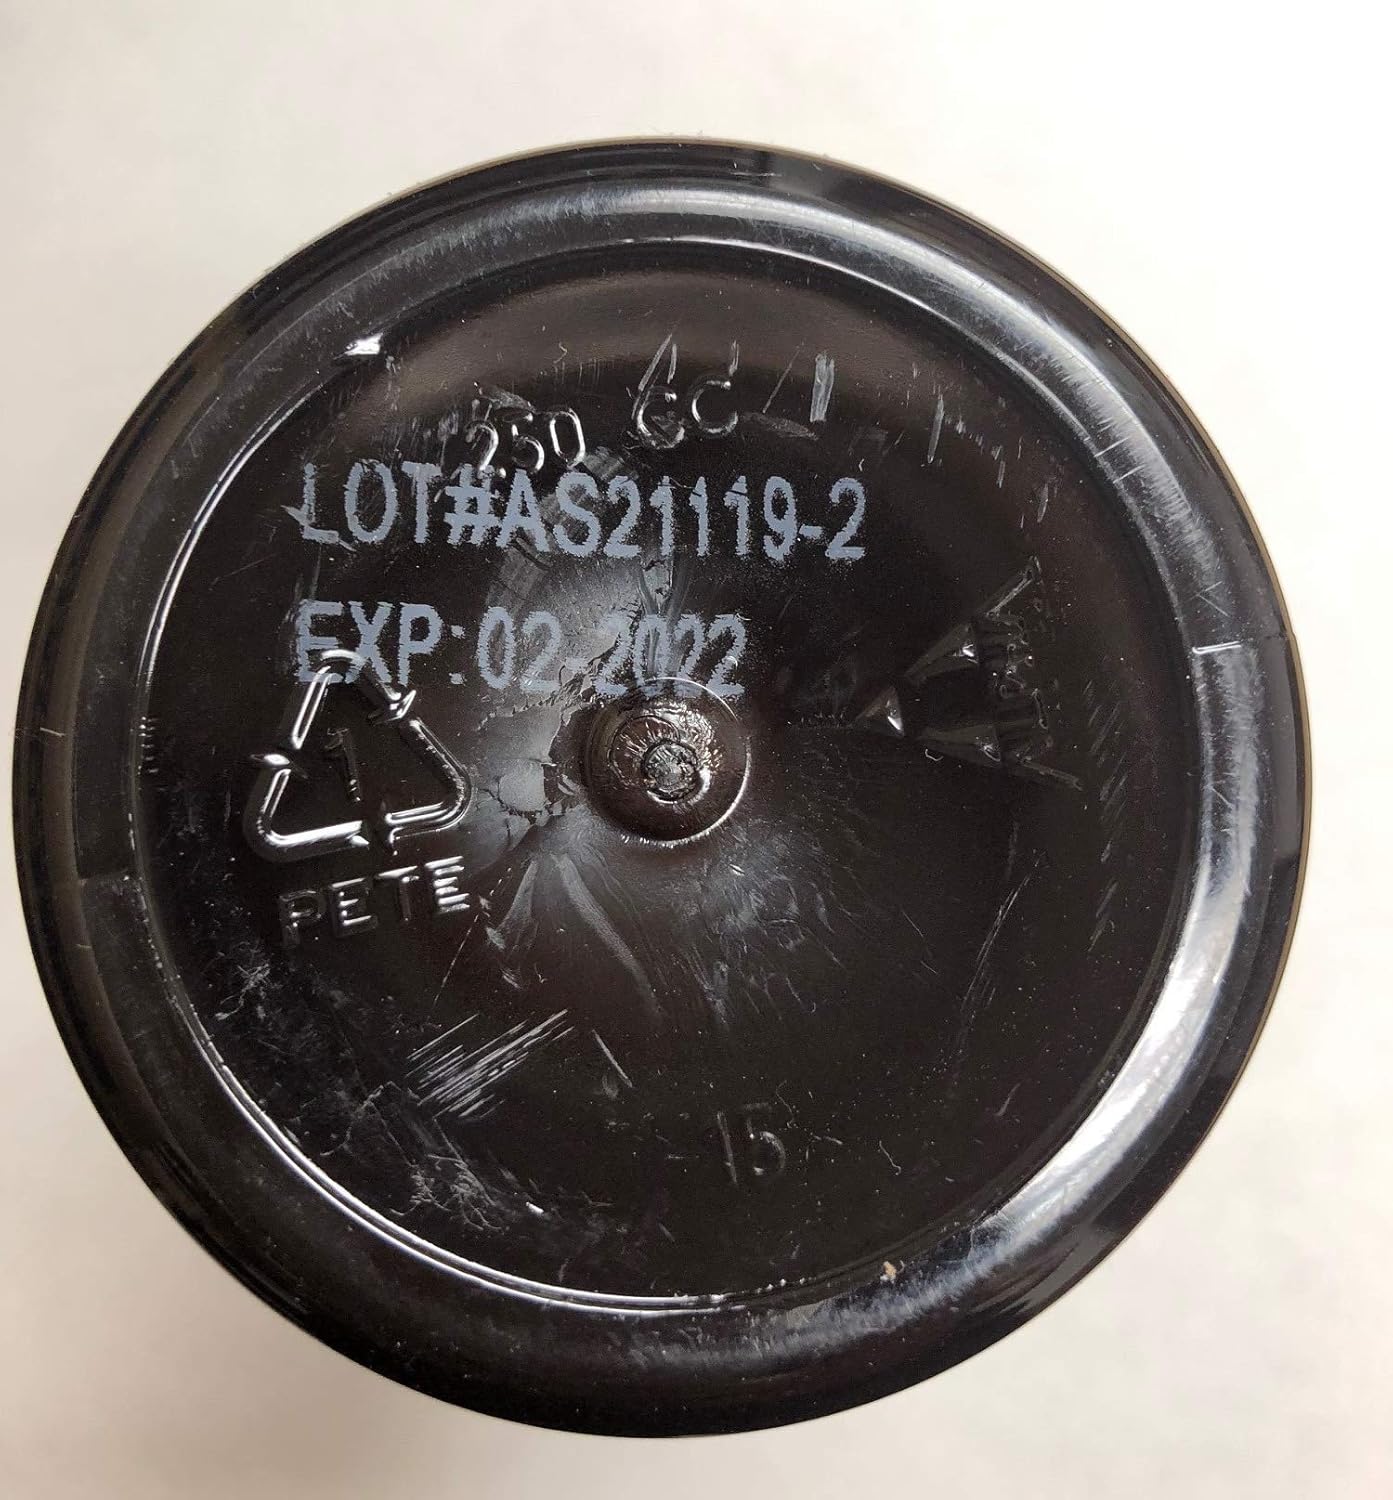 250 CC
LOT#AS21119-2
EXP:02-2022
1
PETE
15